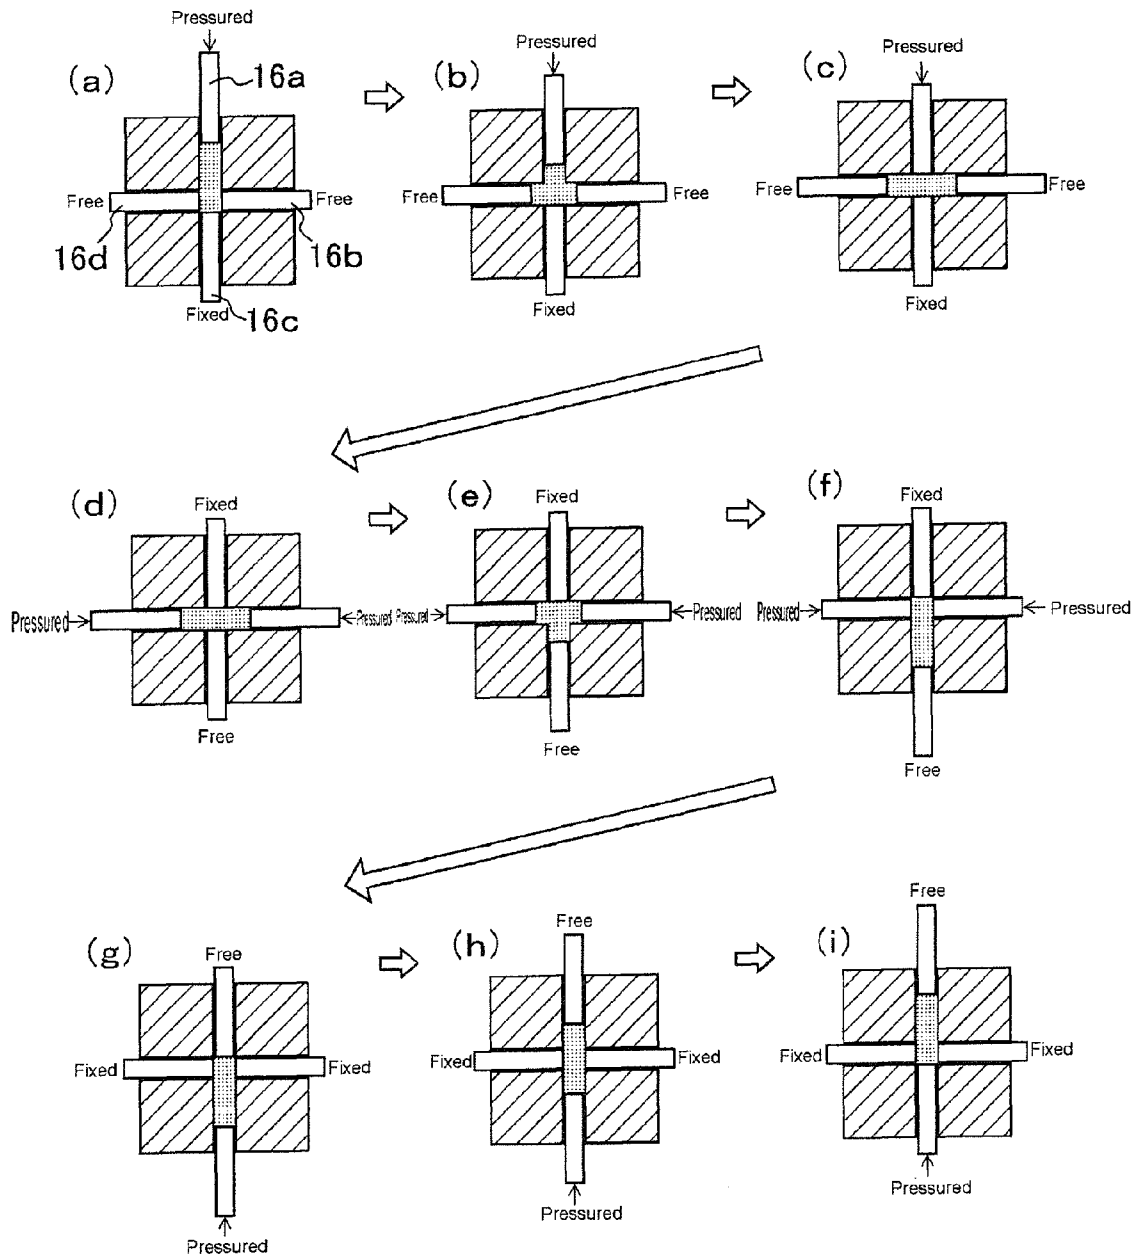 Pressured
(a)
16a
Free
Free
16d
16b
Fixed
16c
Pressured
(b)
Free
Free
Fixed
Pressured
(c)
Free
Free
Fixed
(d)
Fixed
Pressured
Pressured
Free
(e)
Fixed
Pressured
Pressured
Free
(f)
Fixed
Pressured
Pressured
Free
(g)
Free
Fixed
Fixed
Pressured
(h)
Free
Fixed
Fixed
Pressured
(i)
Free
Fixed
Fixed
Pressured